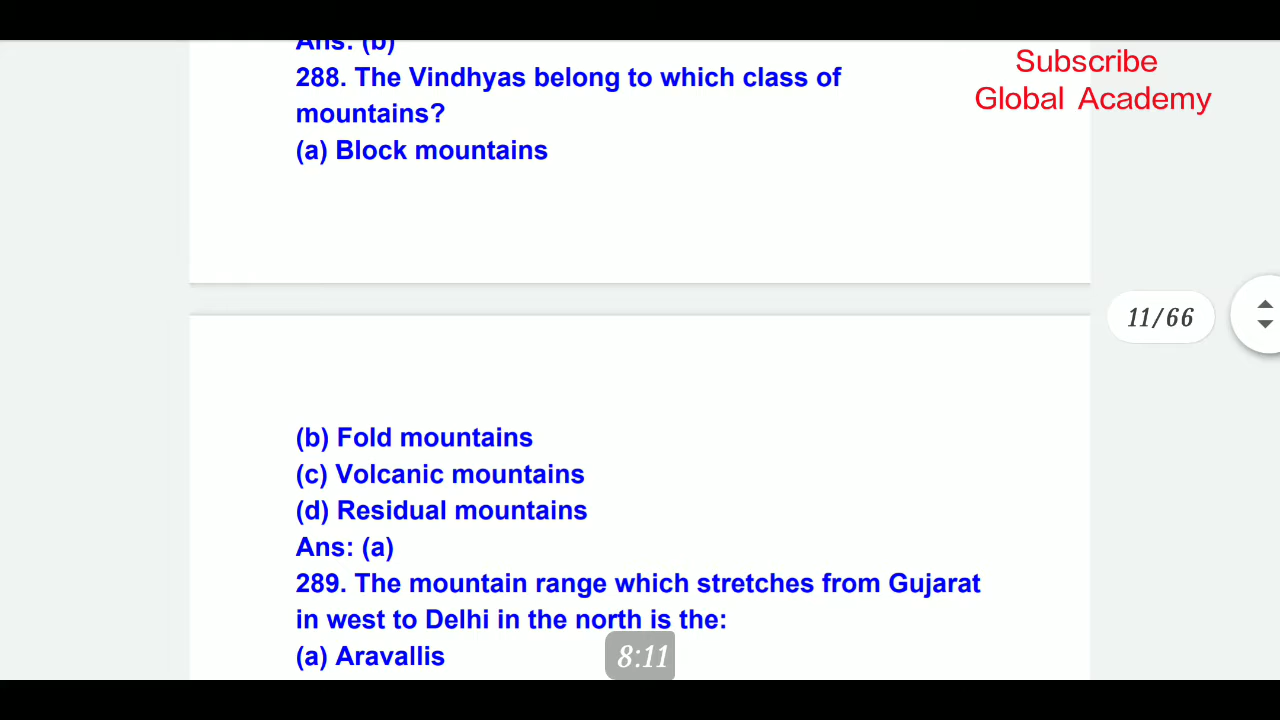 Ans: (b)
Subscribe
Global Academy
288. The Vindhyas belong to which class of
mountains?
(a) Block mountains
11/66
(b) Fold mountains
(c) Volcanic mountains
(d) Residual mountains
Ans: (a)
289. The mountain range which stretches from Gujarat
in west to Delhi in the north is the:
(a) Aravallis
8:11